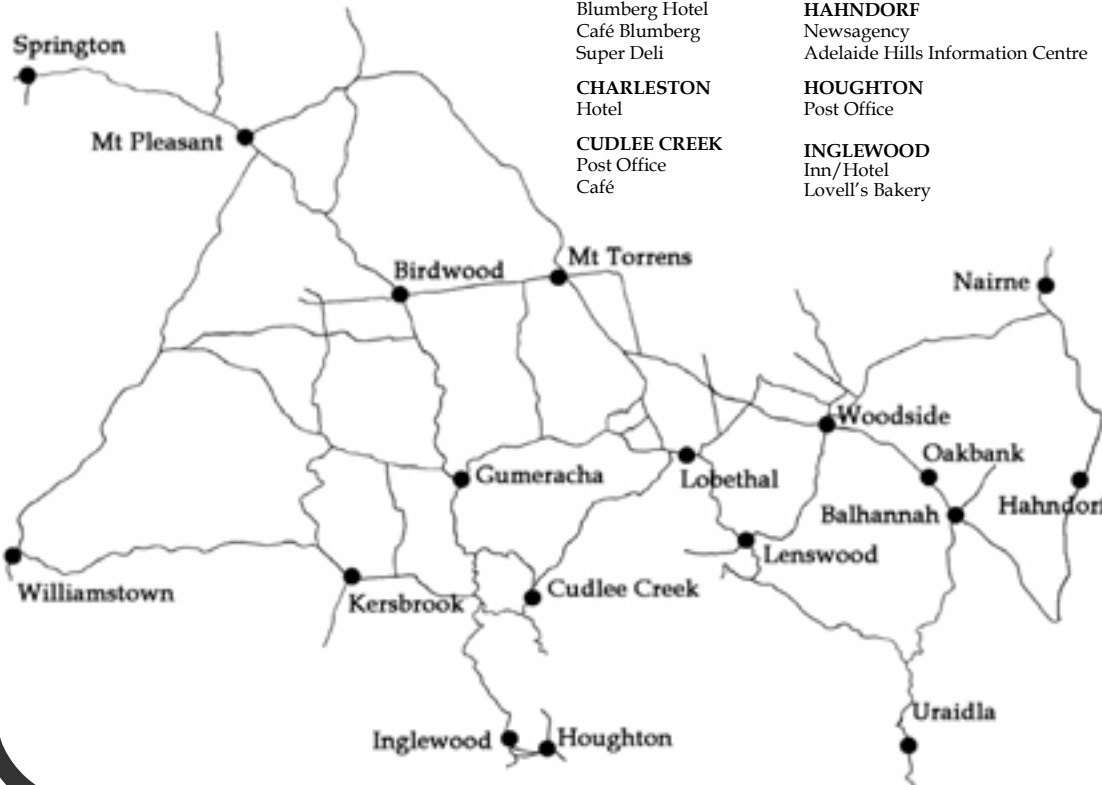 Blumberg Hotel
Café Blumberg
Super Deli
CHARLESTON
Hotel
CUDLEE CREEK
Post Office
Café
HAHNDORF
Newsagency
Adelaide Hills Information Centre
HOUGHTON
Post Office
INGLEWOOD
Inn/Hotel
Lovell's Bakery
Springton
Mt Pleasant
Birdwood
Mt Torrens
Nairne
Woodside
Oakbank
Gumeracha
Lobethal
Hahndorf
Balhannah
Lenswood
Williamstown
Kersbrook
Cudlee Creek
Uraidla
Inglewood
Houghton